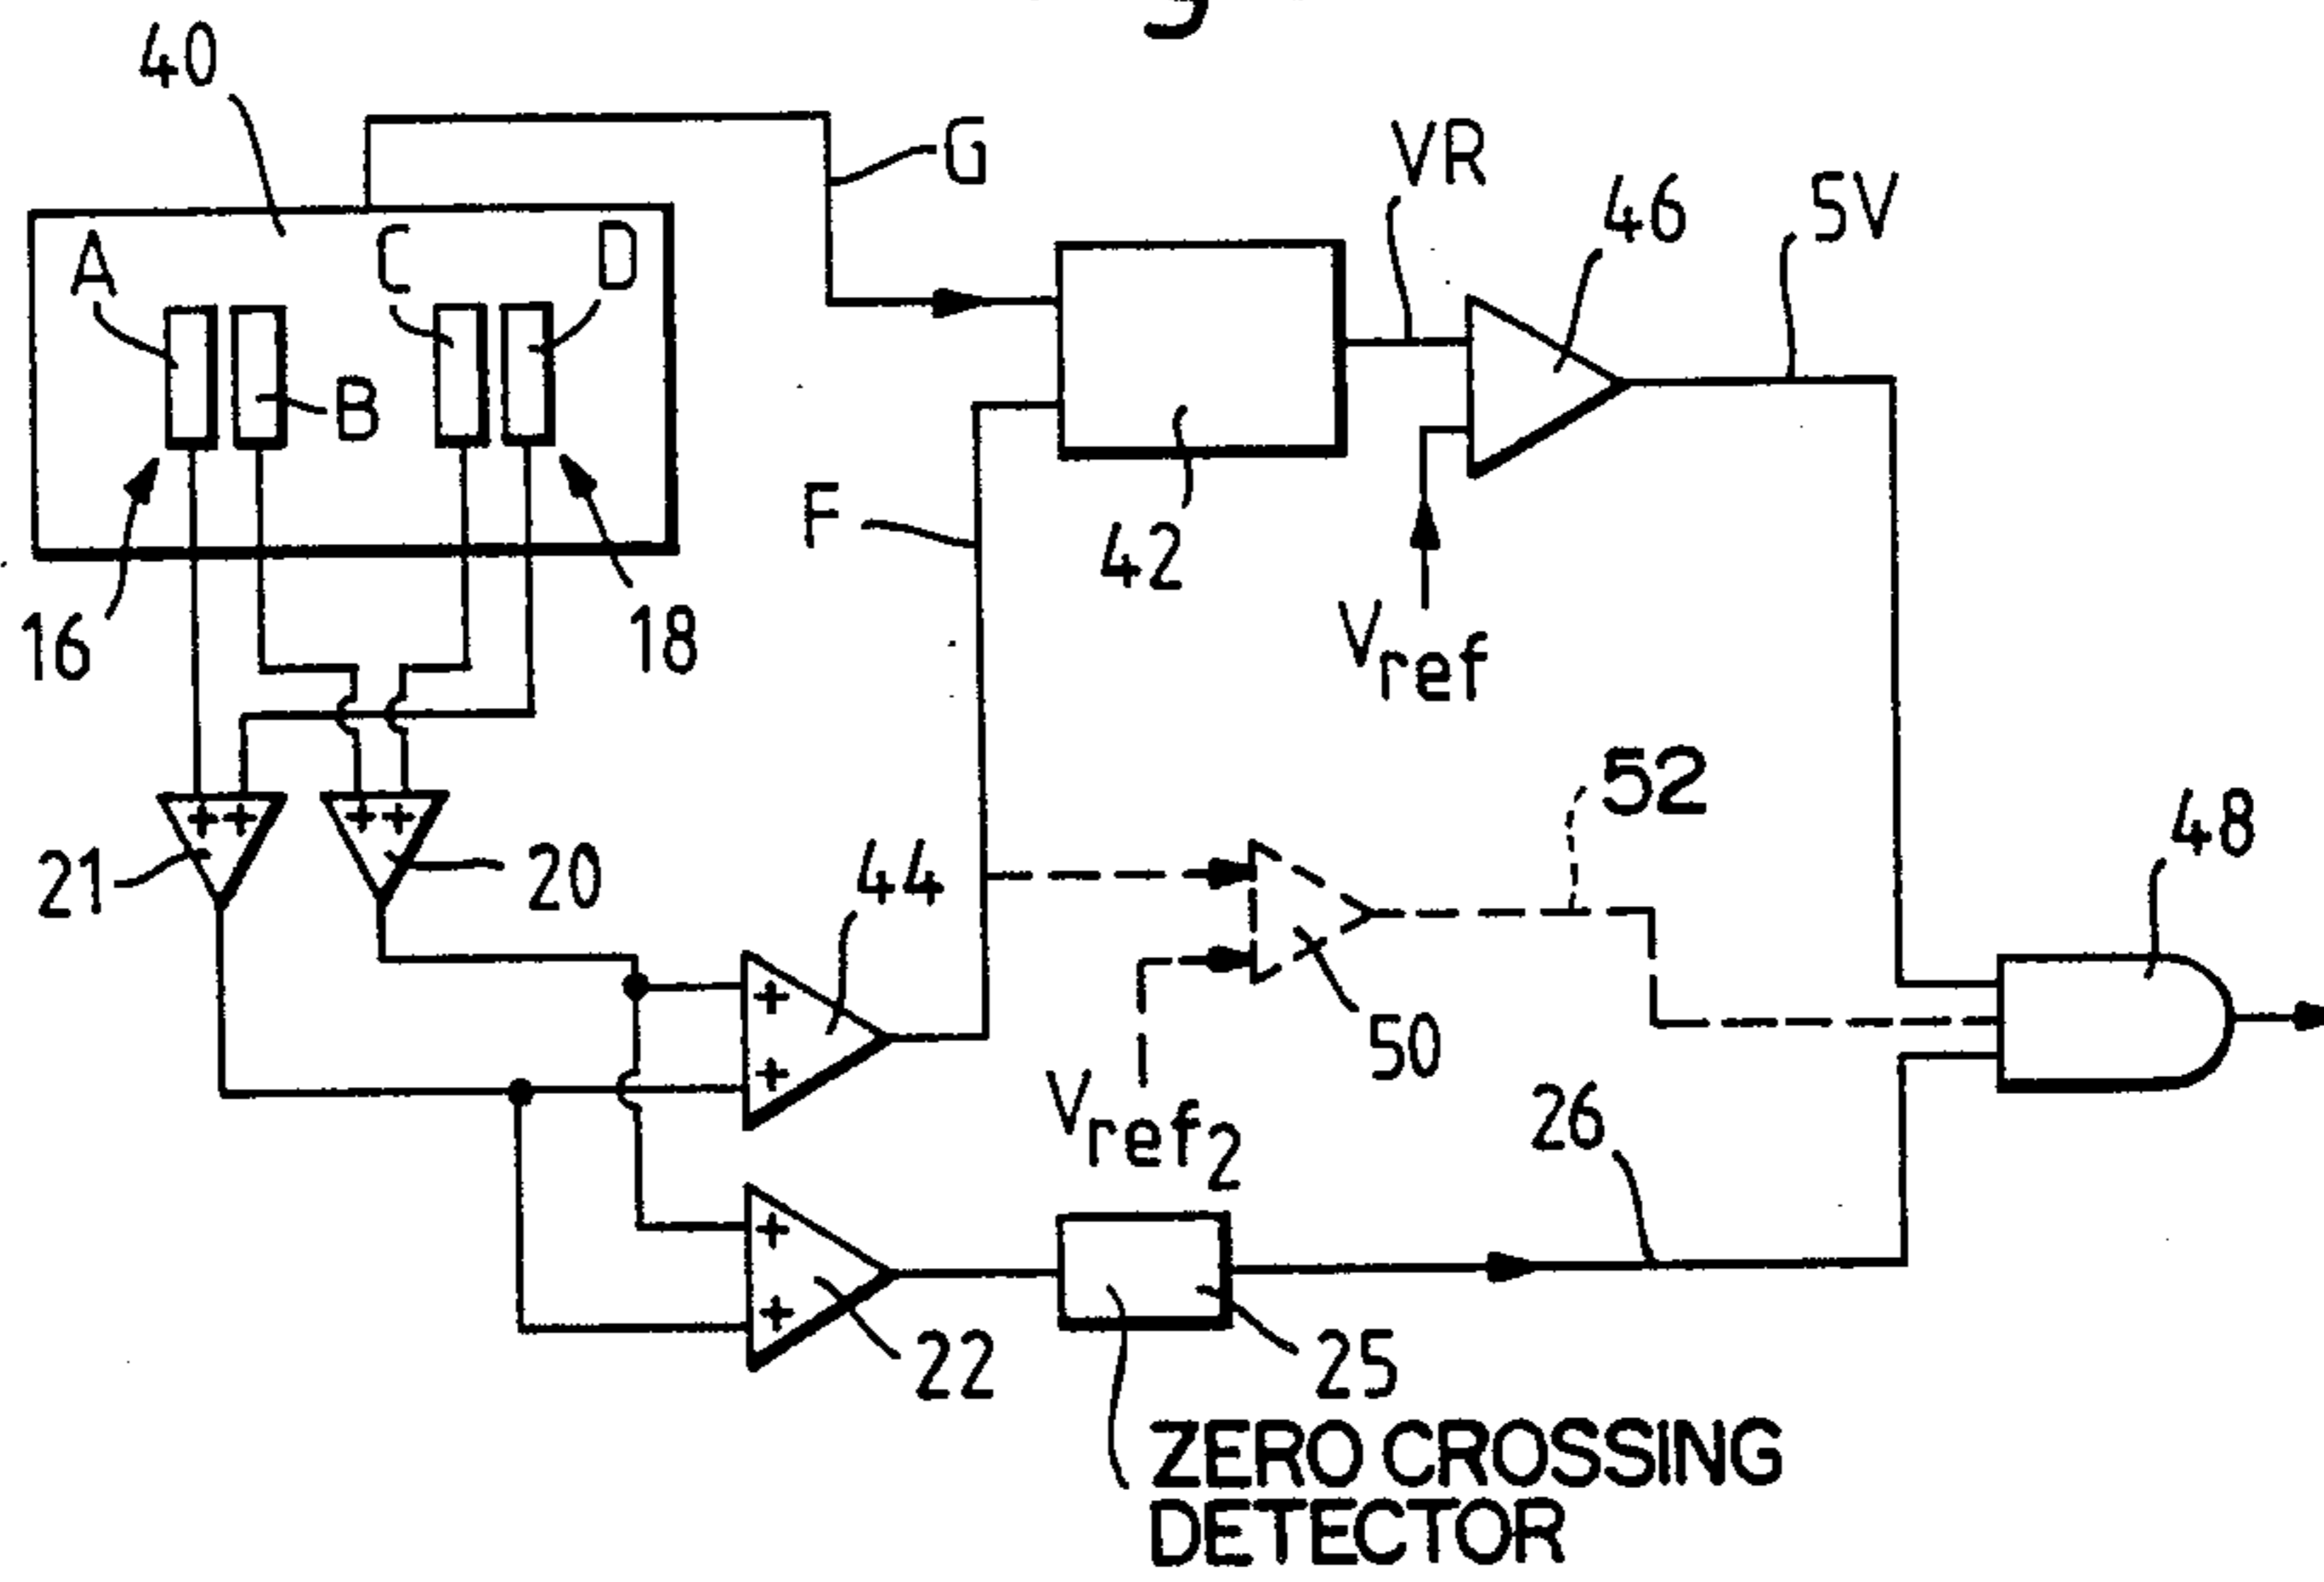 40
G
VR
46
5V
A
C
D
B
F
42
16
18
Vref
52
48
21
20
44
50
Vref2
26
++
++
+
+
+
+
22
25
ZERO CROSSING
DETECTOR